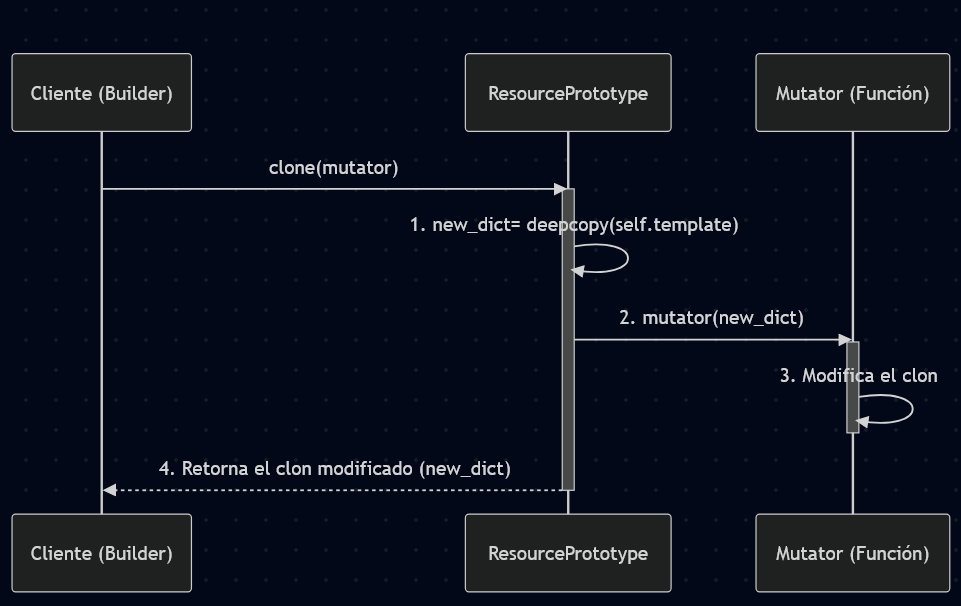 Cliente (Builder)
ResourcePrototype
Mutator (Función)
clone(mutator)
1. new_dict= deepcopy(self.template)
2. mutator(new_dict)
3. Modifica el clon
4. Retorna el clon modificado (new_dict)
Cliente (Builder)
ResourcePrototype
Mutator (Función)